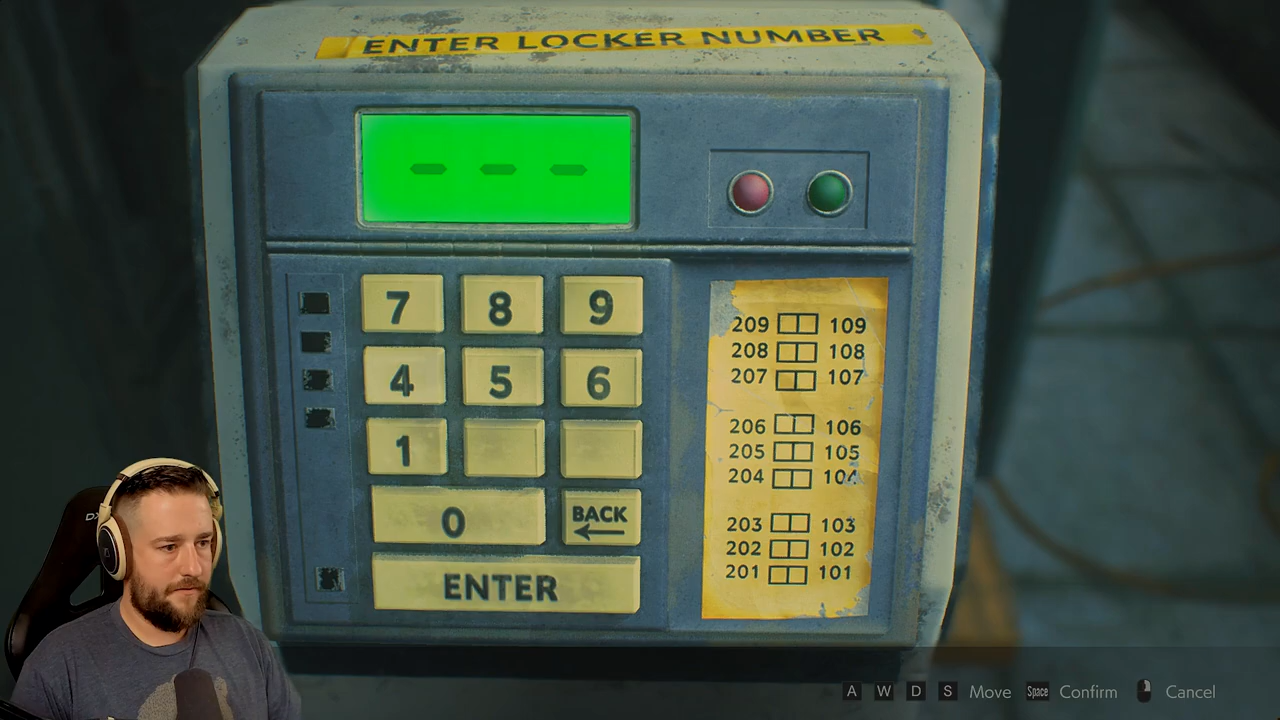 ENTER LOCKER NUMBER
7 8 9
4 5 6
1
0 BACK
ENTER
209 109
208 108
207 107
206 106
205 105
204 104
203 103
202 102
201 101
DX
A W D S Move Space Confirm Cancel